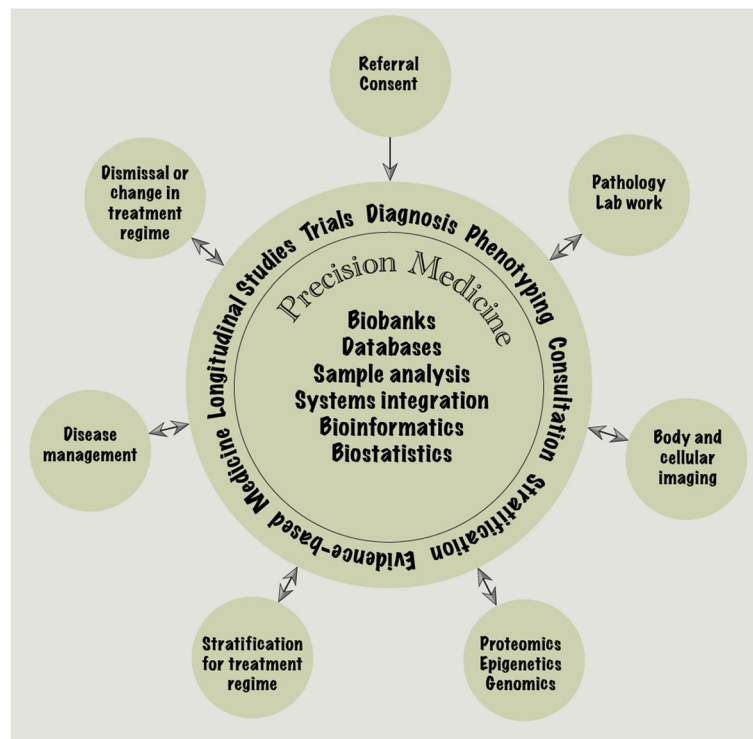 Referral
Consent
Dismissal or
change in
treatment
regime
Pathology
Lab work
Longitudinal Studies Trials Diagnosis Phenotyping Consultation Stratification Evidence-based Medicine
Precision Medicine
Biobanks
Databases
Sample analysis
Systems integration
Bioinformatics
Biostatistics
Disease
management
Body and
cellular
imaging
Stratification
for treatment
regime
Proteomics
Epigenetics
Genomics